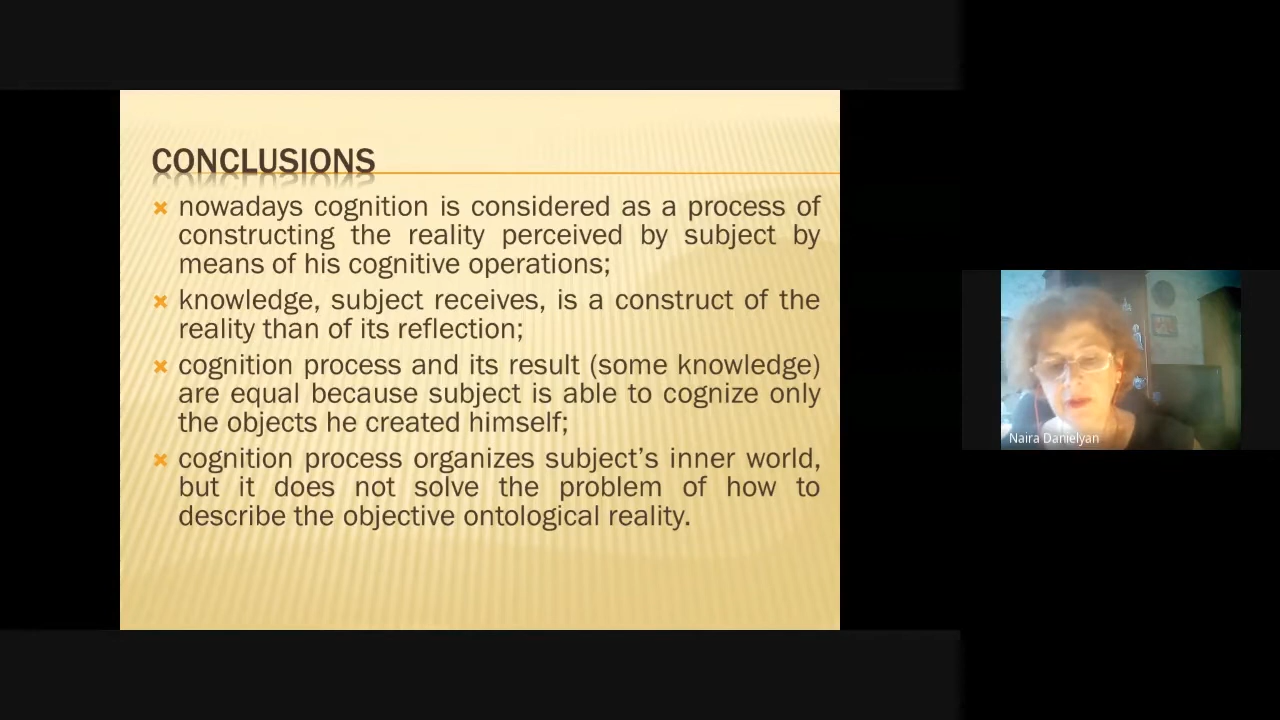 CONCLUSIONS
nowadays cognition is considered as a process of
constructing the reality perceived by subject by
means of his cognitive operations;
knowledge, subject receives, is a construct of the
reality than of its reflection;
cognition process and its result (some knowledge)
are equal because subject is able to cognize only
the objects he created himself;
cognition process organizes subject's inner world,
but it does not solve the problem of how to
describe the objective ontological reality.
Naira Danielyan